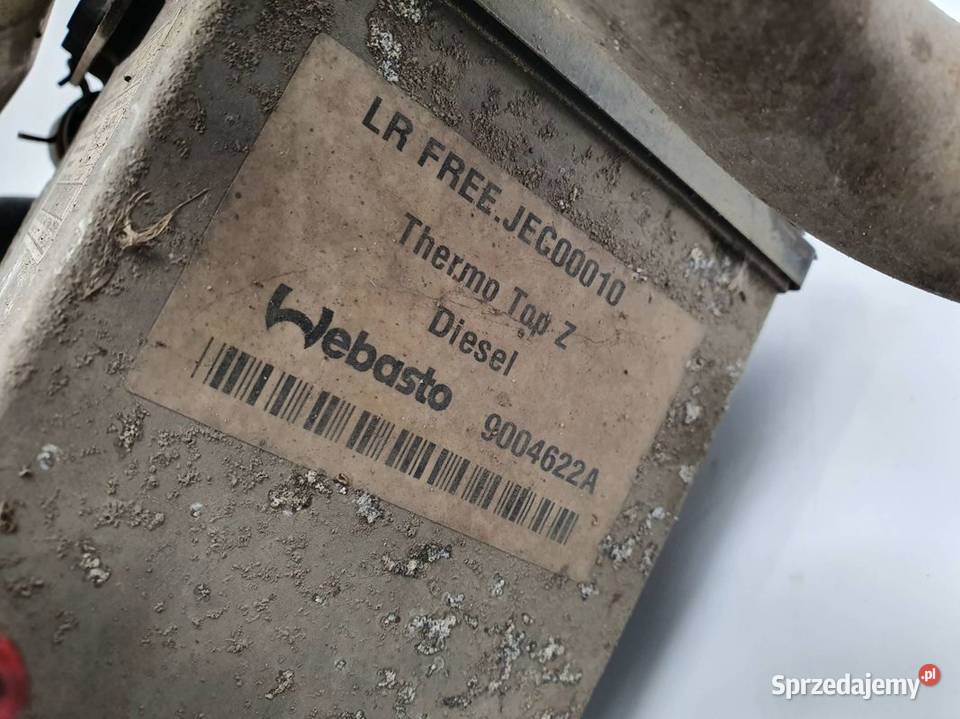 LR FREE.JEC00010
Thermo Top Z
Diesel
Webasto
9004622A
Sprzedajemy.pl